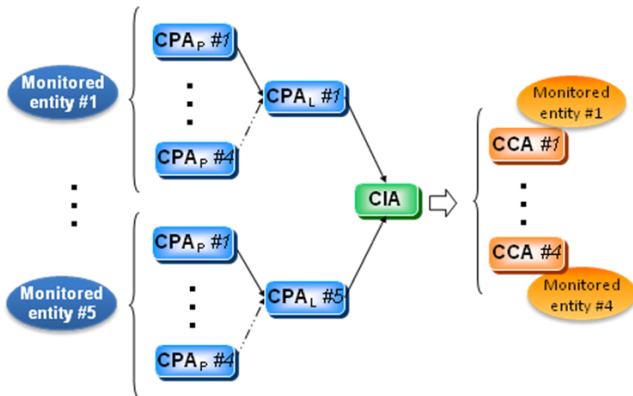 CPAP #1
Monitored
entity #1
CPAL #1
CPAP #4
Monitored
entity #1
CCA #1
CIA
CPAP #1
CCA #4
Monitored
entity #5
CPAL #5
Monitored
entity #4
CPAP #4